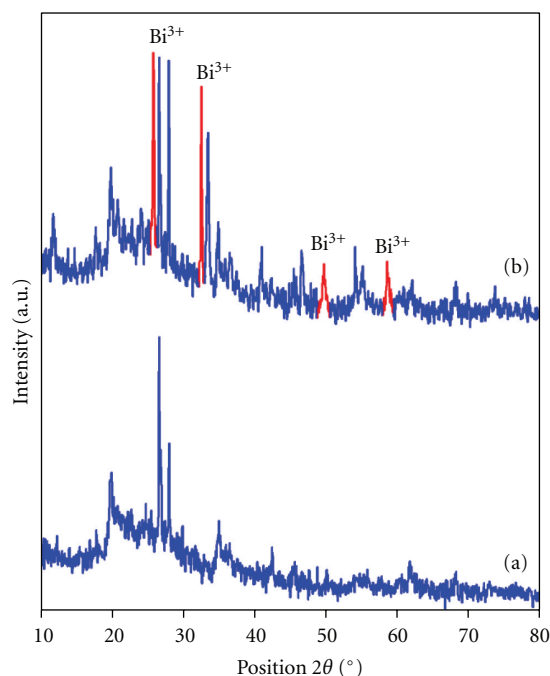 Bi³⁺
Bi³⁺
Bi³⁺ Bi³⁺
(b)
Intensity (a.u.)
(a)
10 20 30 40 50 60 70 80
Position 2θ (°)